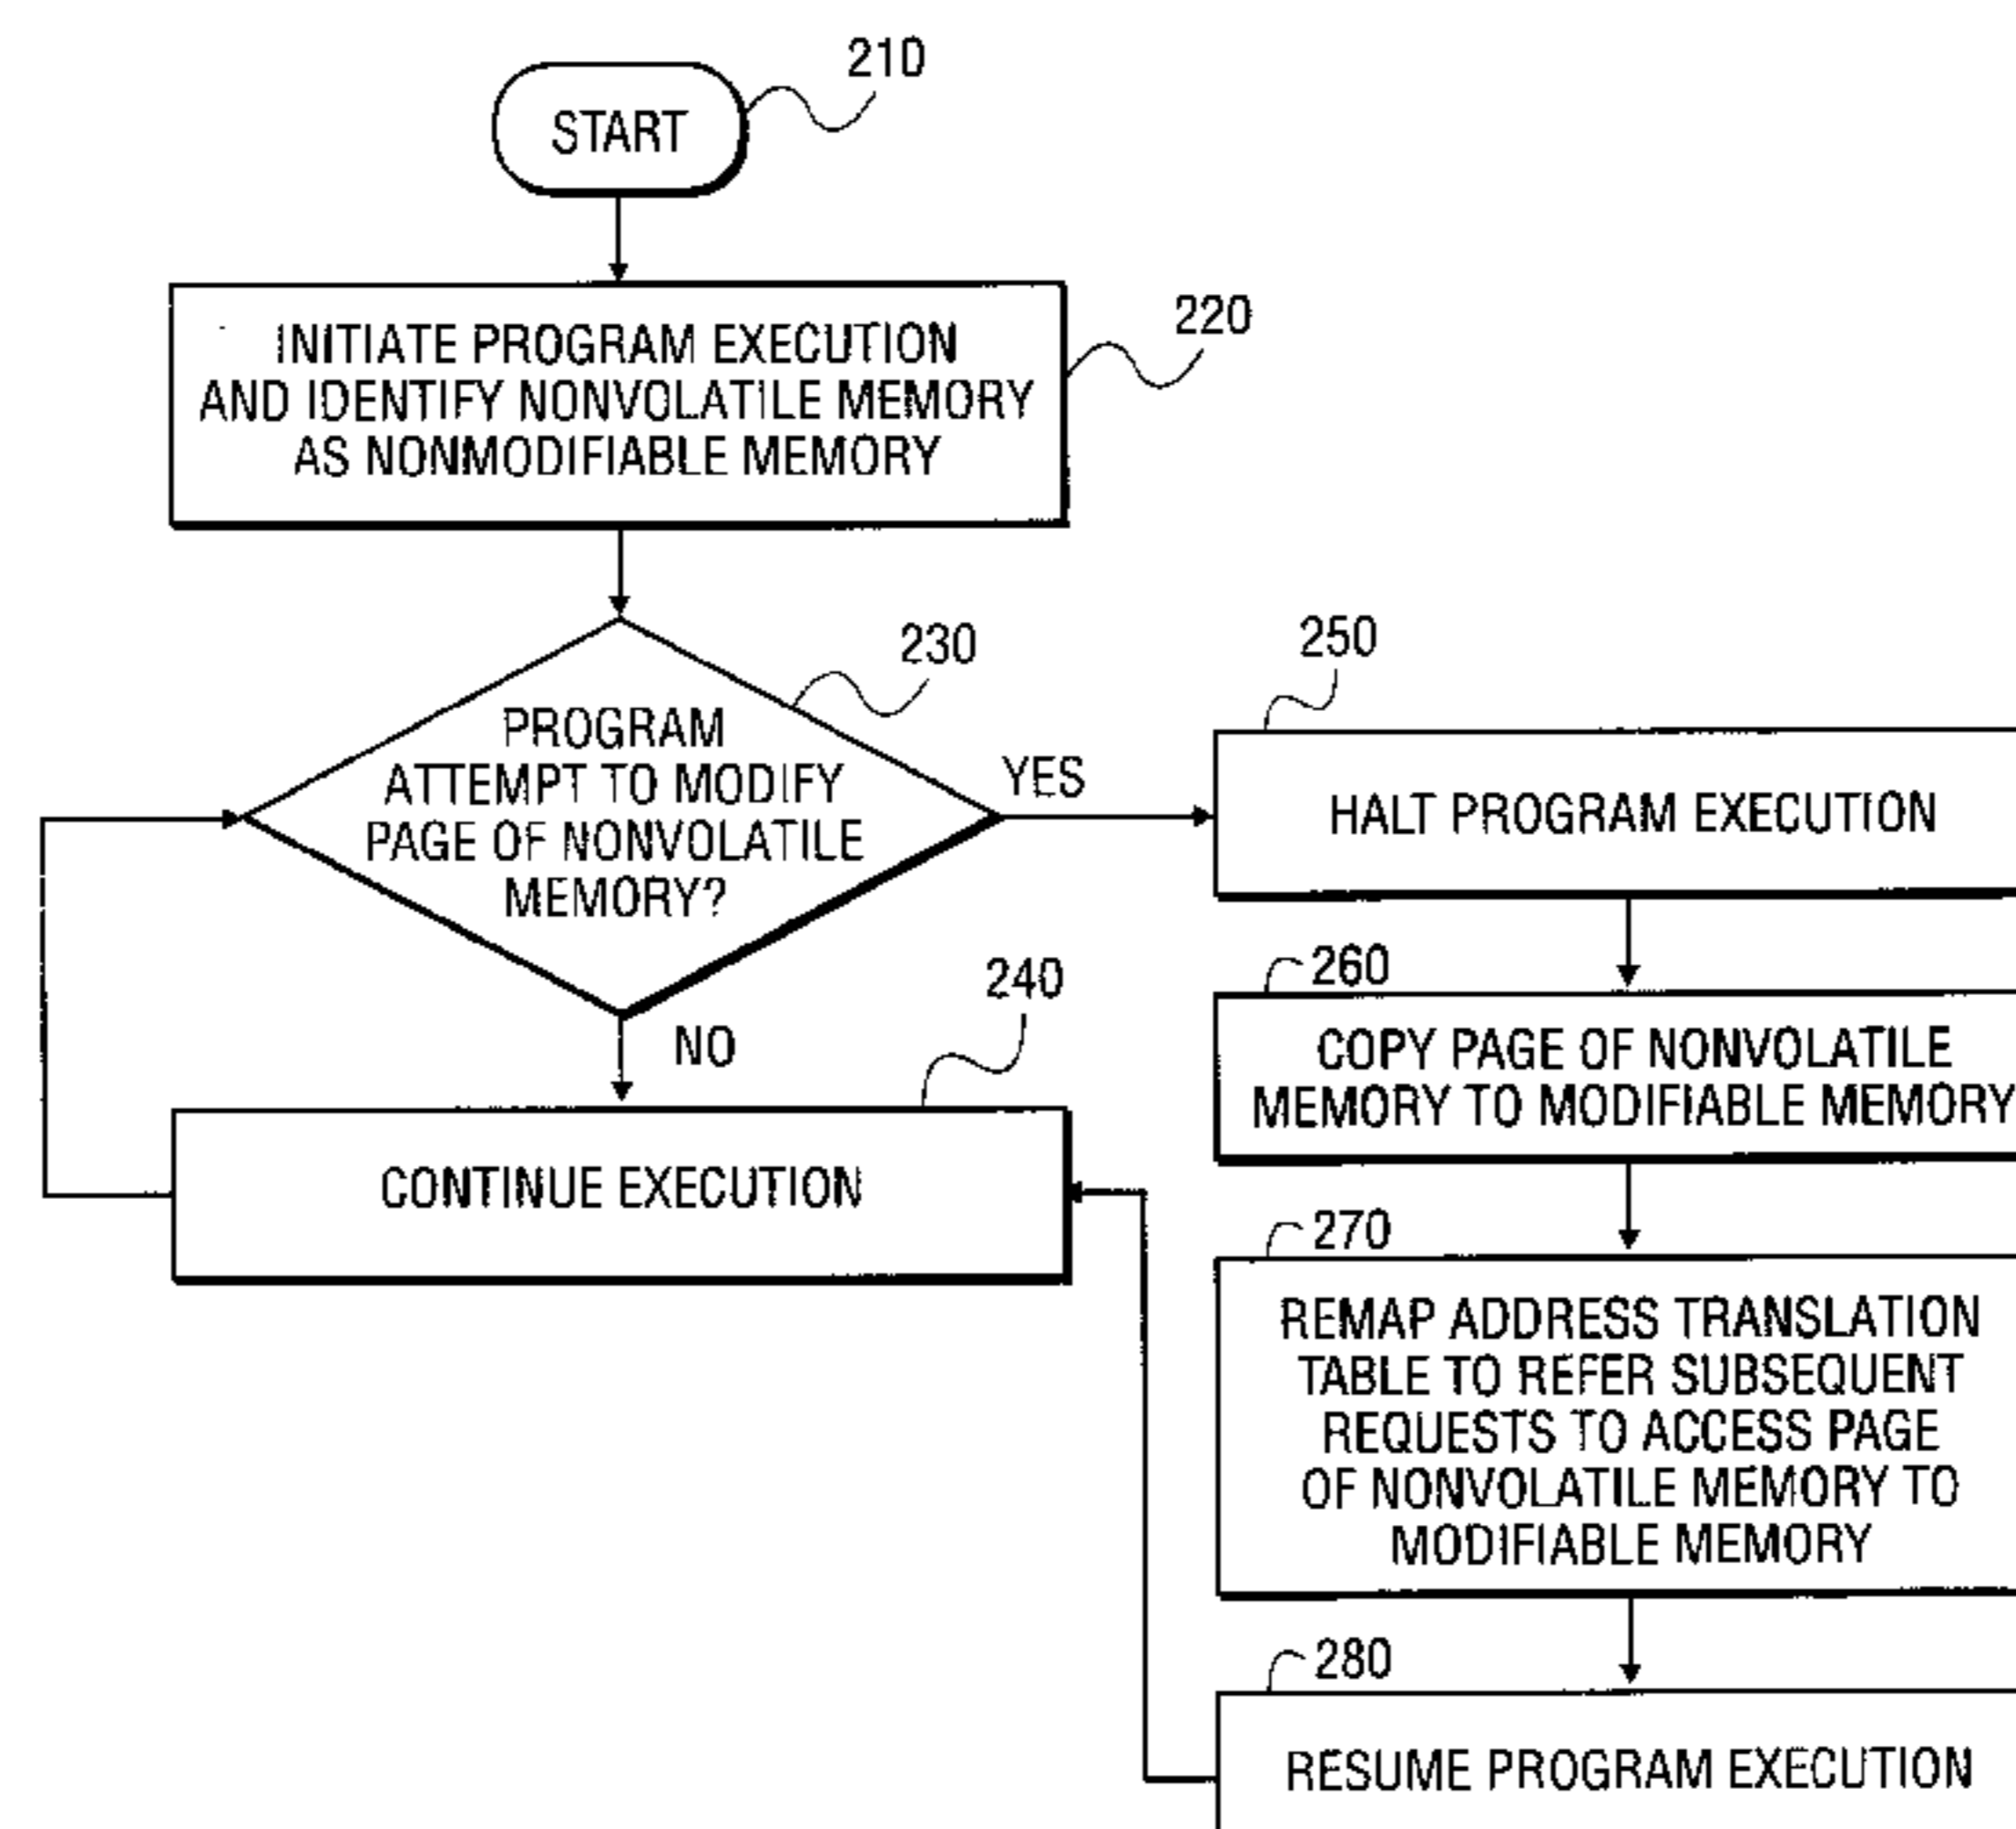 210
START
220
INITIATE PROGRAM EXECUTION
AND IDENTIFY NONVOLATILE MEMORY
AS NONMODIFIABLE MEMORY
230
PROGRAM
ATTEMPT TO MODIFY
PAGE OF NONVOLATILE
MEMORY?
YES
NO
240
CONTINUE EXECUTION
250
HALT PROGRAM EXECUTION
260
COPY PAGE OF NONVOLATILE
MEMORY TO MODIFIABLE MEMORY
270
REMAP ADDRESS TRANSLATION
TABLE TO REFER SUBSEQUENT
REQUESTS TO ACCESS PAGE
OF NONVOLATILE MEMORY TO
MODIFIABLE MEMORY
280
RESUME PROGRAM EXECUTION